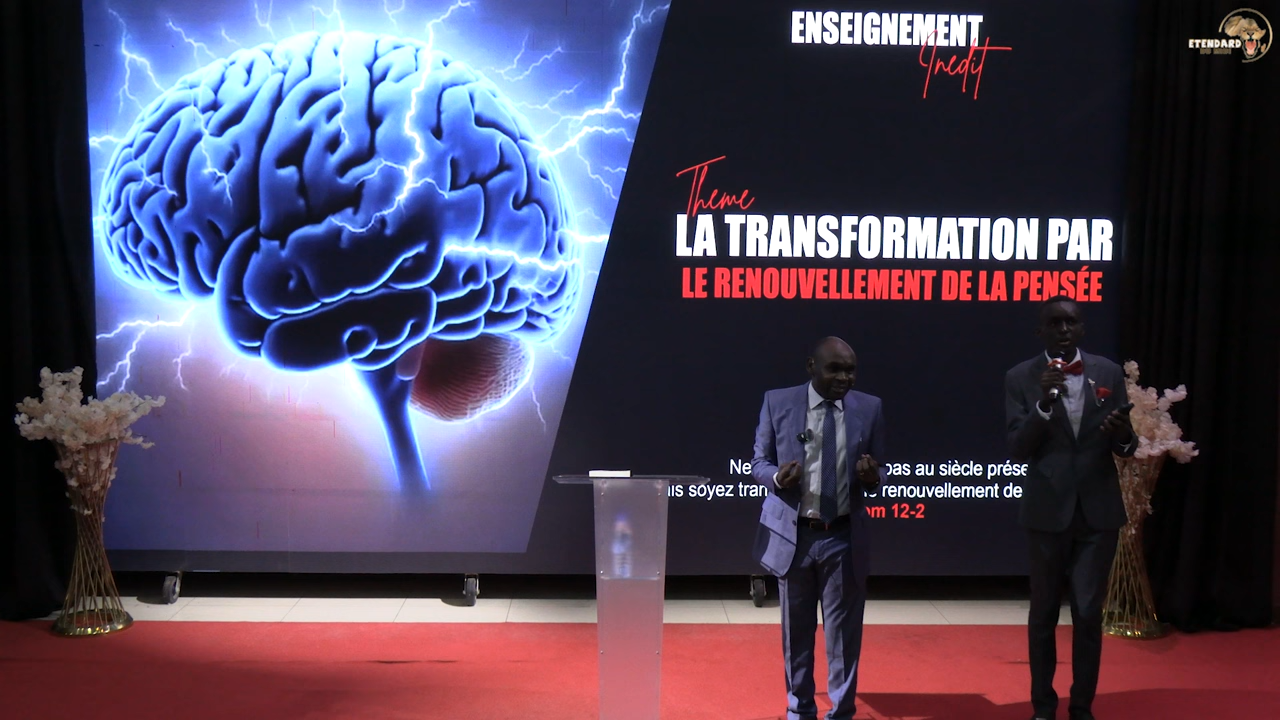 ENSEIGNEMENT
Inedit
ETENDARD
Theme
LA TRANSFORMATION PAR
LE RENOUVELLEMENT DE LA PENSÉE
Ne pas au siècle prése
is soyez tran renouvellement de
om 12-2